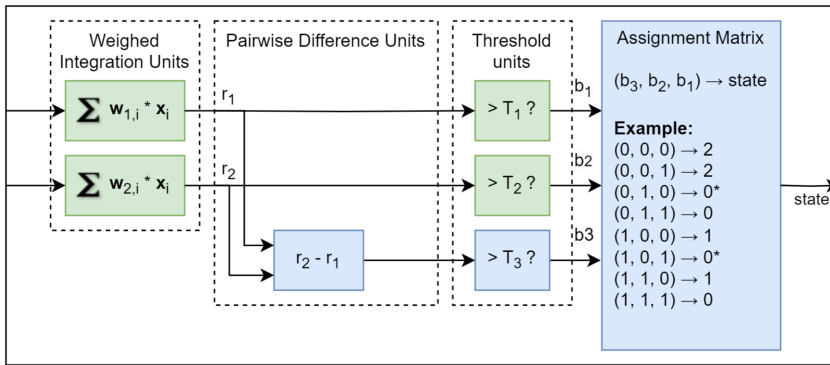 Weighed
Integration Units
Pairwise Difference Units
Threshold
units
Assignment Matrix
∑ w1,i * xi
r1
> T1 ?
b1
(b3, b2, b1) → state
∑ w2,i * xi
r2
> T2 ?
b2
r2 - r1
> T3 ?
b3
Example:
(0, 0, 0) → 2
(0, 0, 1) → 2
(0, 1, 0) → 0*
(0, 1, 1) → 0
(1, 0, 0) → 1
(1, 0, 1) → 0*
(1, 1, 0) → 1
(1, 1, 1) → 0
state